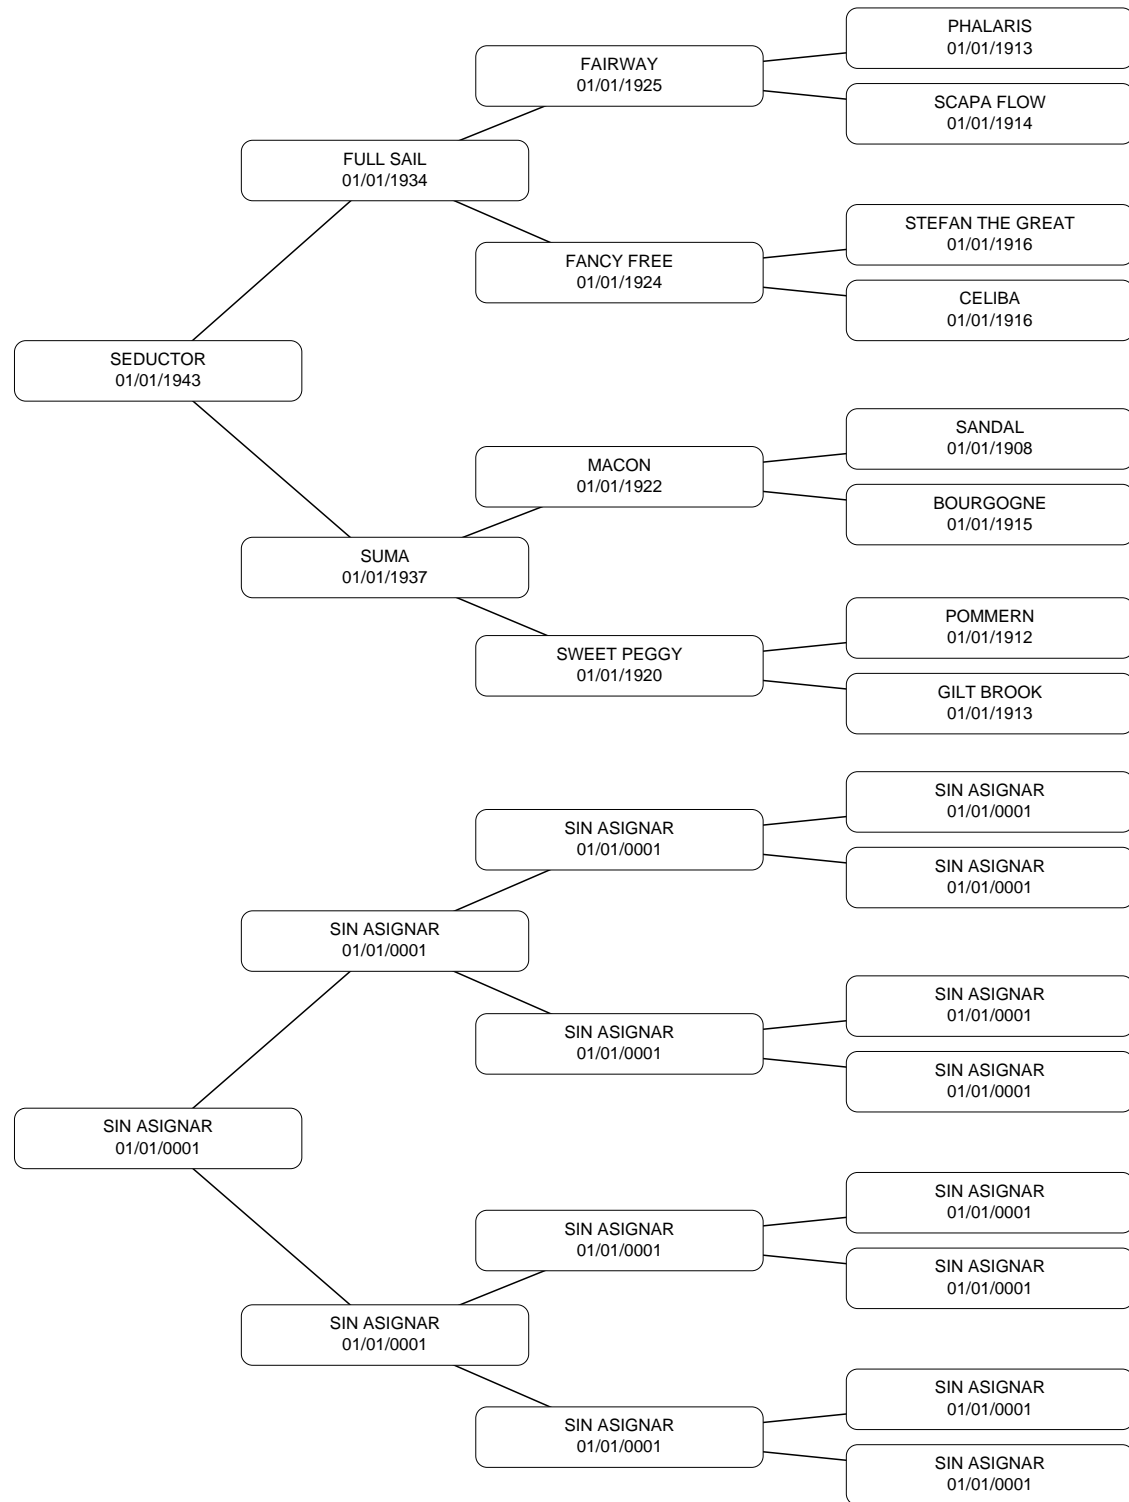 PHALARIS
01/01/1913
FAIRWAY
01/01/1925
SCAPA FLOW
01/01/1914
FULL SAIL
01/01/1934
STEFAN THE GREAT
01/01/1916
FANCY FREE
01/01/1924
CELIBA
01/01/1916
SEDUCTOR
01/01/1943
SANDAL
01/01/1908
MACON
01/01/1922
BOURGOGNE
01/01/1915
SUMA
01/01/1937
POMMERN
01/01/1912
SWEET PEGGY
01/01/1920
GILT BROOK
01/01/1913
SIN ASIGNAR
01/01/0001
SIN ASIGNAR
01/01/0001
SIN ASIGNAR
01/01/0001
SIN ASIGNAR
01/01/0001
SIN ASIGNAR
01/01/0001
SIN ASIGNAR
01/01/0001
SIN ASIGNAR
01/01/0001
SIN ASIGNAR
01/01/0001
SIN ASIGNAR
01/01/0001
SIN ASIGNAR
01/01/0001
SIN ASIGNAR
01/01/0001
SIN ASIGNAR
01/01/0001
SIN ASIGNAR
01/01/0001
SIN ASIGNAR
01/01/0001
SIN ASIGNAR
01/01/0001